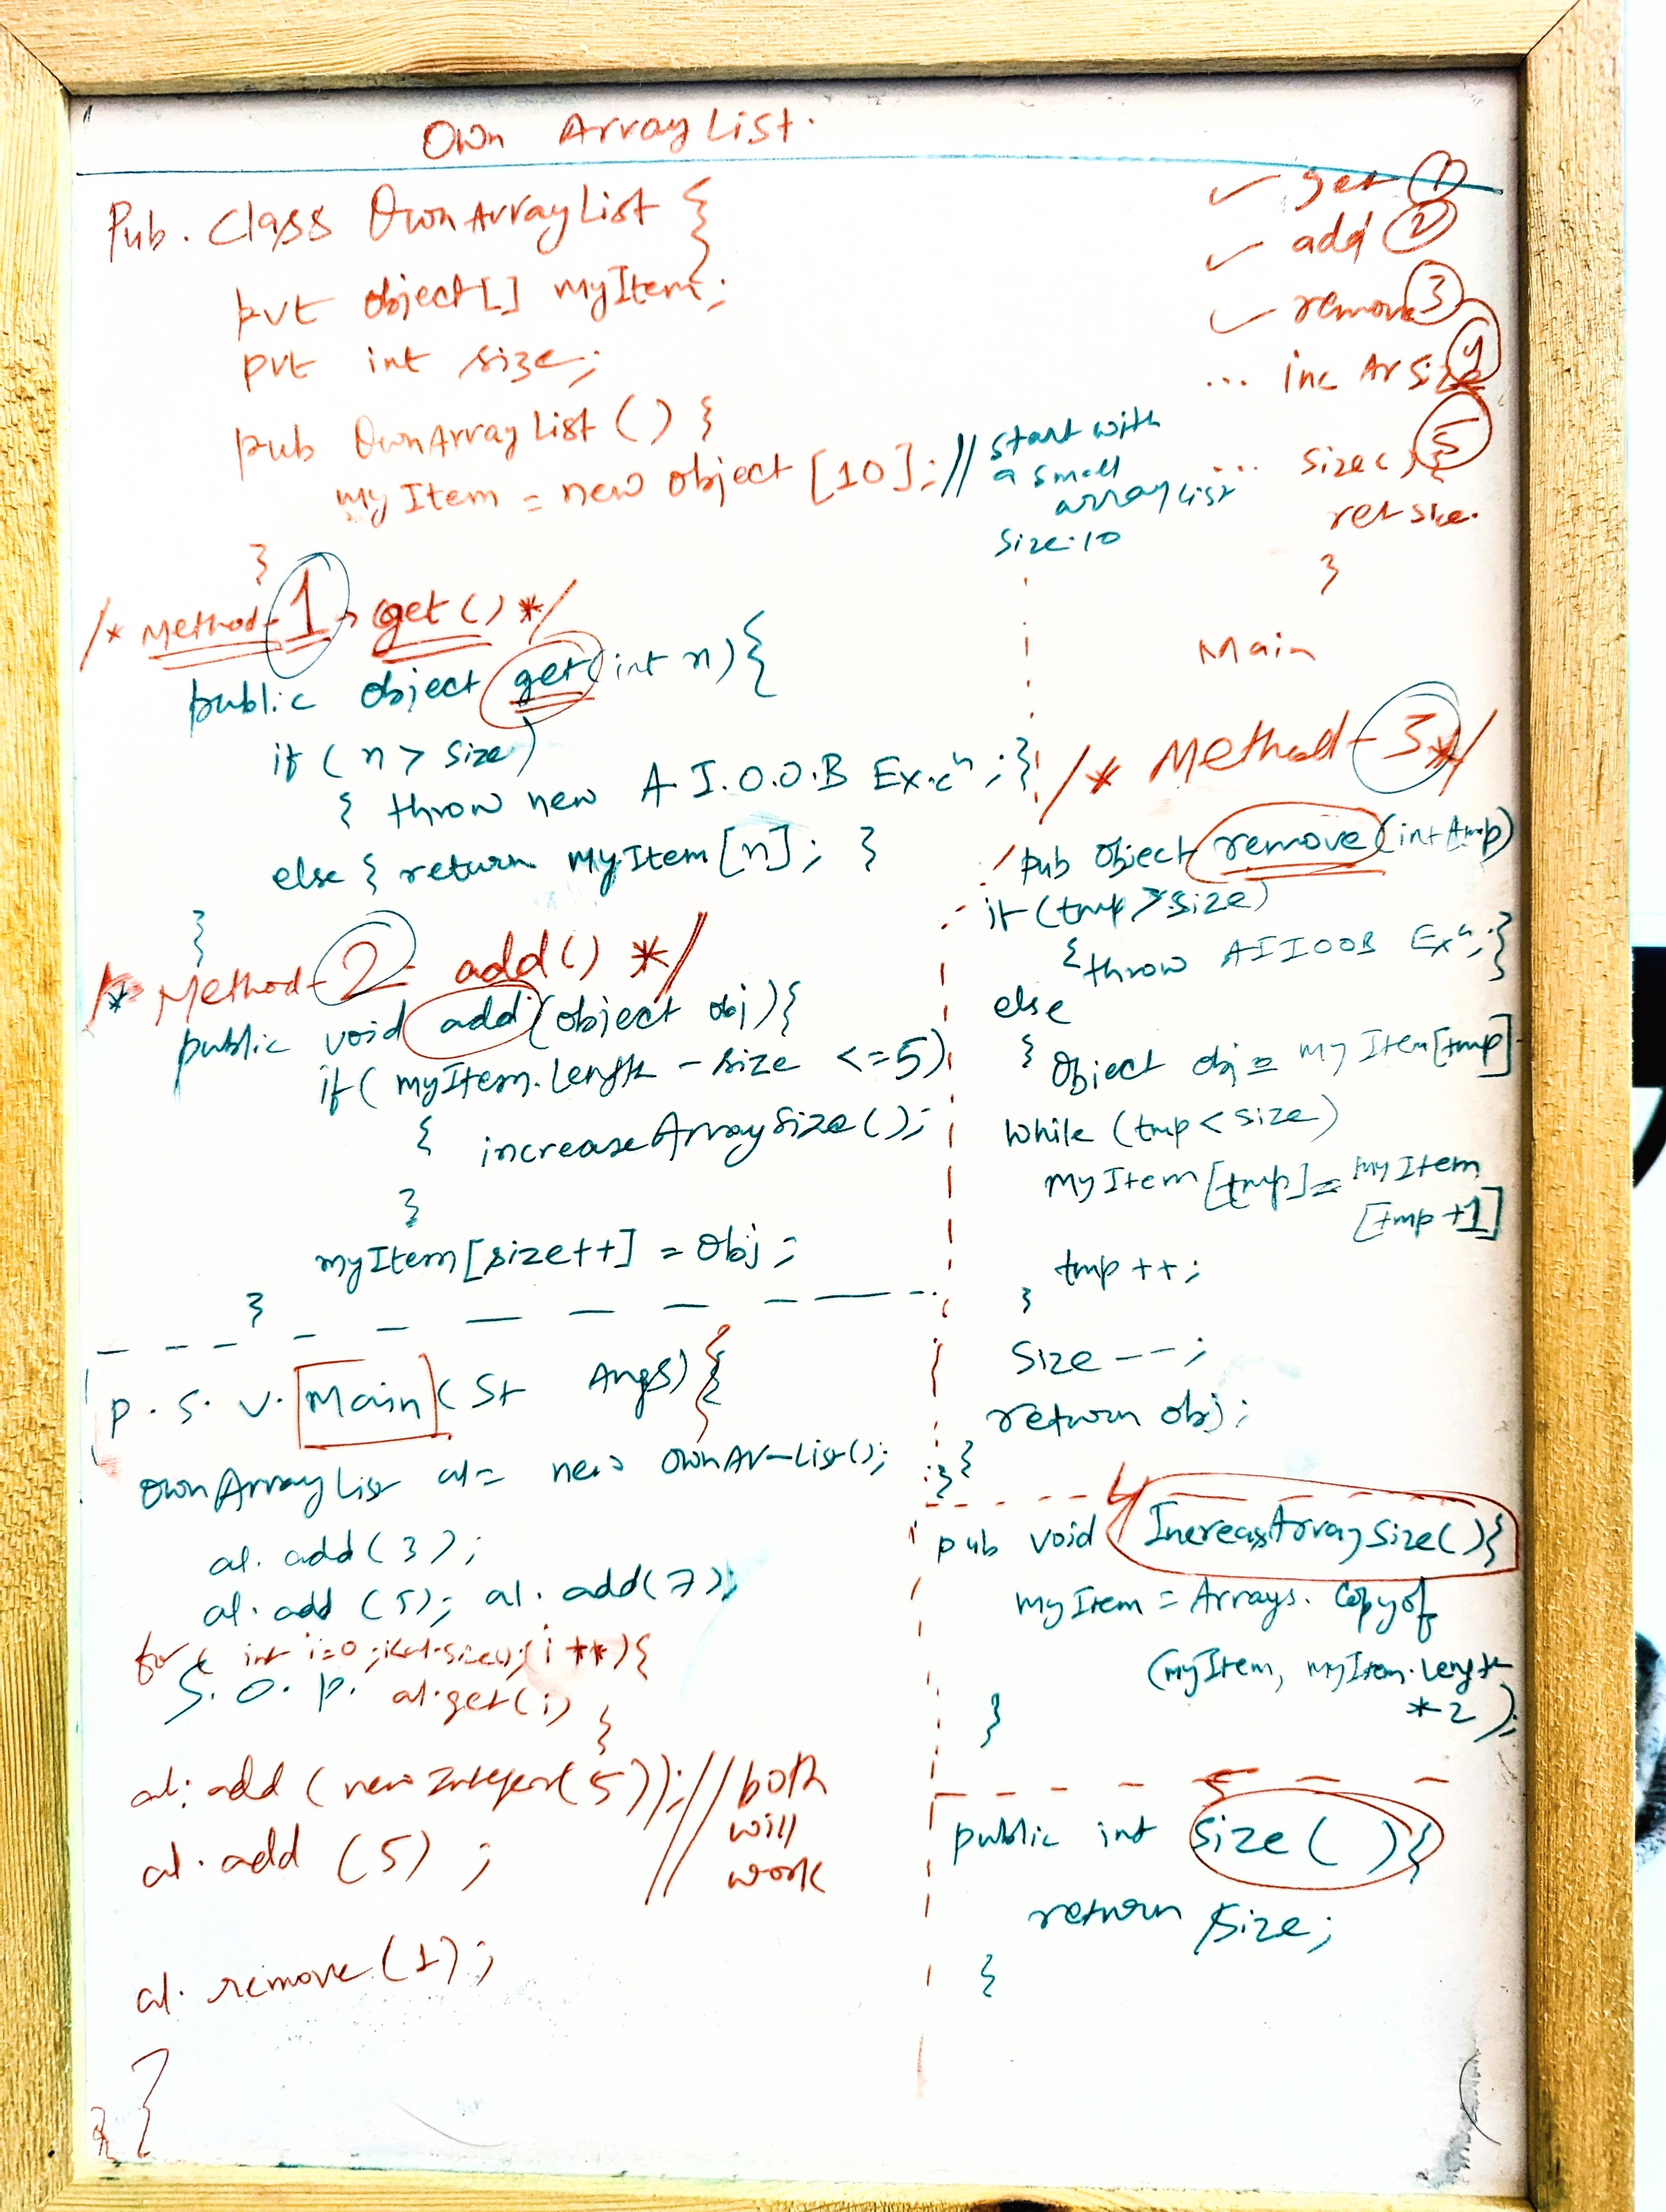 Own ArrayList.
Pub. Class OwnArrayList {
pvt object[] myItem;
pvt int size;
pub OwnArrayList () {
myItem = new object [10]; // start with
a small
array list
size:10
}
/* Method-1 → get () */
public object get(int n) {
if ( n > size)
{ throw new A.I.O.O.B Ex.cn ; }
else { return myItem[n]; }
}
/* Method-2 - add() */
public void add(object obj) {
if( myItem.length - size <=5)
{ increaseArraySize();
}
myItem[size++] = obj ;
}
P. S. V. Main (St Args) {
OwnArrayList al = new OwnAr-List();
al. add (3);
al. add (5); al. add(7);
for ( int i=0 ;i<al.size(); i ++){
S. O. P. al.get(i)
}
al. add (new Integer(5)); // both
will
work
al. add (5) ;
al. remove (1);
}
✓ get ①
✓ add ②
✓ remove ③
... inc Ar Size ④
... size( ) { ⑤
ret size.
}
Main
/* Method - 3 */
pub Object remove (int tmp)
if (tmp > size)
{ throw AIIOOB Exn; }
else
{ Object obj = myItem[tmp]
while (tmp < size)
myItem [tmp] = myItem
[tmp +1]
tmp ++;
}
size --;
return obj;
}
}
4
pub void IncreasArraySize(){
myItem = Arrays. Copyof
(myItem, myItem.length
*2 );
}
5
public int size ( ) {
return size;
}